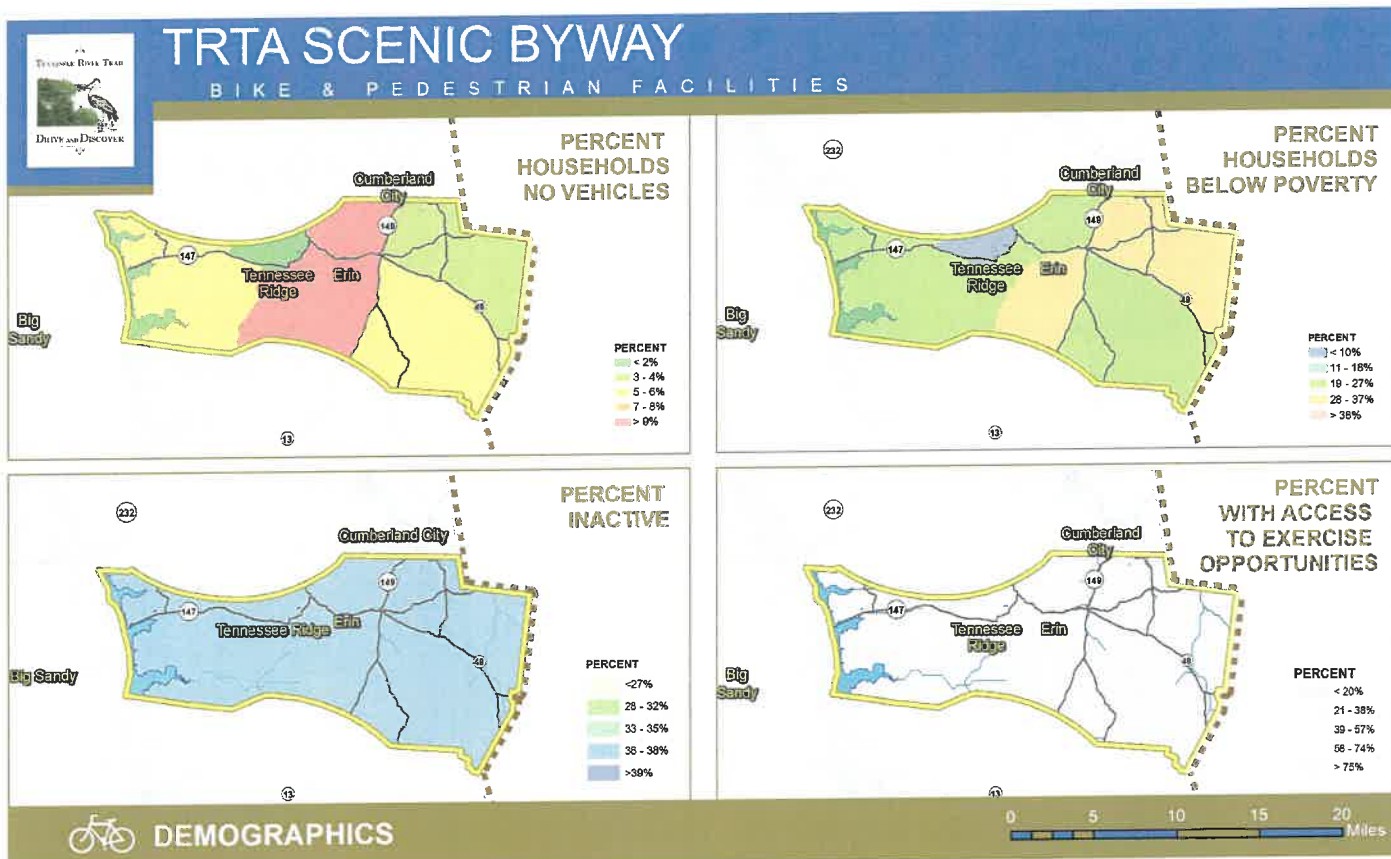 TENNESSEE RIVER TRAIL
DRIVE AND DISCOVER
TRTA SCENIC BYWAY
BIKE & PEDESTRIAN FACILITIES
PERCENT
HOUSEHOLDS
NO VEHICLES
Cumberland
City
149
147
Tennessee
Ridge
Erin
Big
Sandy
49
13
PERCENT
< 2%
3 - 4%
5 - 6%
7 - 8%
> 9%
PERCENT
HOUSEHOLDS
BELOW POVERTY
232
Cumberland
City
149
147
Tennessee
Ridge
Erin
Big
Sandy
49
13
PERCENT
< 10%
11 - 18%
19 - 27%
28 - 37%
> 38%
PERCENT
INACTIVE
232
Cumberland City
149
147
Tennessee Ridge
Erin
Big Sandy
49
13
PERCENT
<27%
28 - 32%
33 - 35%
36 - 38%
>39%
PERCENT
WITH ACCESS
TO EXERCISE
OPPORTUNITIES
232
Cumberland
City
149
147
Tennessee
Ridge
Erin
Big
Sandy
49
13
PERCENT
< 20%
21 - 38%
39 - 57%
58 - 74%
> 75%
DEMOGRAPHICS
0 5 10 15 20
Miles